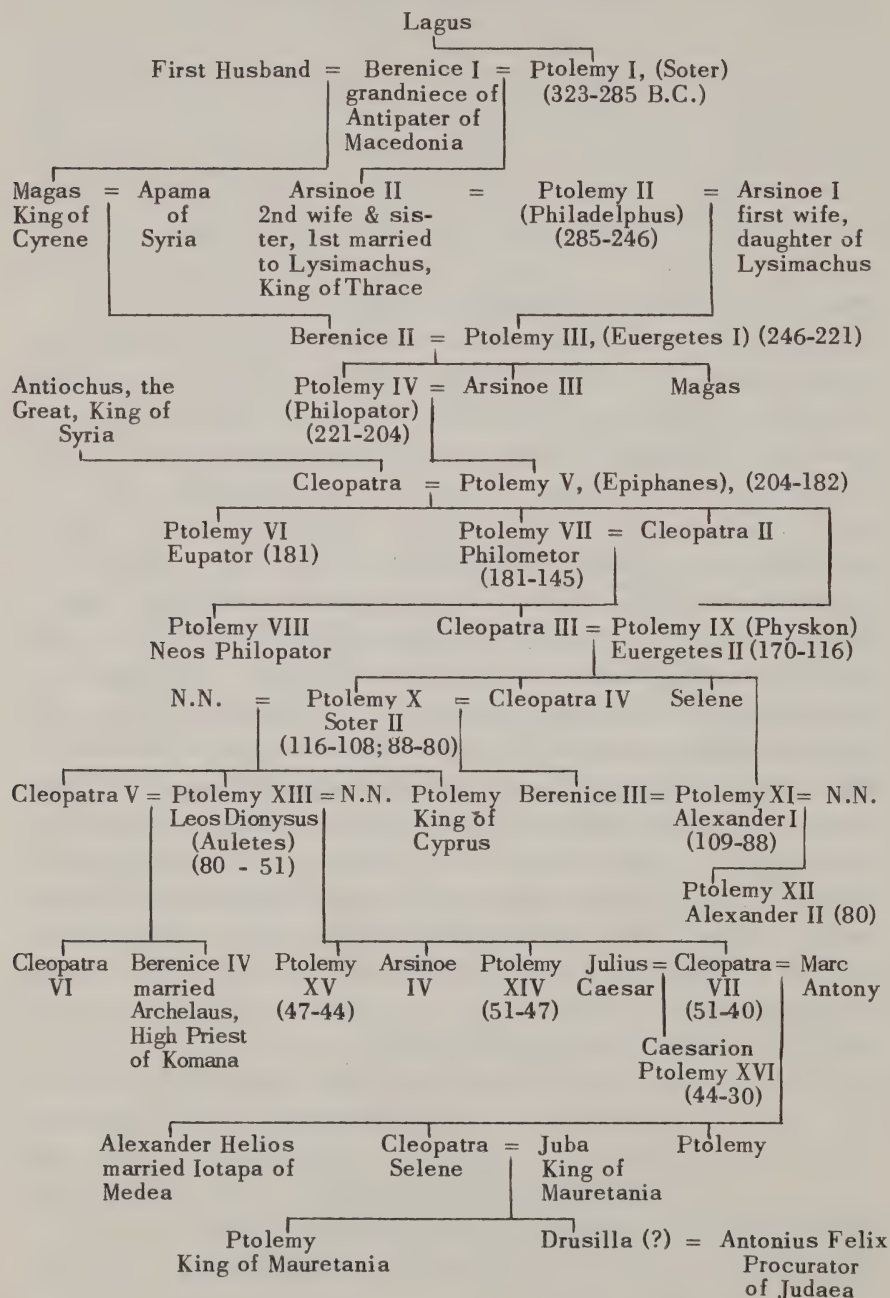 Lagus
First Husband = Berenice I = Ptolemy I, (Soter)
grandniece of (323-285 B.C.)
Antipater of
Macedonia
Magas = Apama Arsinoe II = Ptolemy II = Arsinoe I
King of of 2nd wife & sis- (Philadelphus) first wife,
Cyrene Syria ter, 1st married (285-246) daughter of
to Lysimachus, Lysimachus
King of Thrace
Berenice II = Ptolemy III, (Euergetes I) (246-221)
Antiochus, the Ptolemy IV = Arsinoe III Magas
Great, King of (Philopator)
Syria (221-204)
Cleopatra = Ptolemy V, (Epiphanes), (204-182)
Ptolemy VI Ptolemy VII = Cleopatra II
Eupator (181) Philometor
(181-145)
Ptolemy VIII Cleopatra III = Ptolemy IX (Physkon)
Neos Philopator Euergetes II (170-116)
N.N. = Ptolemy X = Cleopatra IV Selene
Soter II
(116-108; 88-80)
Cleopatra V = Ptolemy XIII = N.N. Ptolemy Berenice III = Ptolemy XI = N.N.
Leos Dionysus King of Alexander I
(Auletes) Cyprus (109-88)
(80 - 51)
Ptolemy XII
Alexander II (80)
Cleopatra Berenice IV Ptolemy Arsinoe Ptolemy Julius = Cleopatra = Marc
VI married XV IV XIV Caesar VII Antony
Archelaus, (47-44) (51-47) (51-40)
High Priest
of Komana
Caesarion
Ptolemy XVI
(44-30)
Alexander Helios Cleopatra = Juba Ptolemy
married Iotapa of Selene King of
Medea Mauretania
Ptolemy Drusilla (?) = Antonius Felix
King of Mauretania Procurator
of Judaea